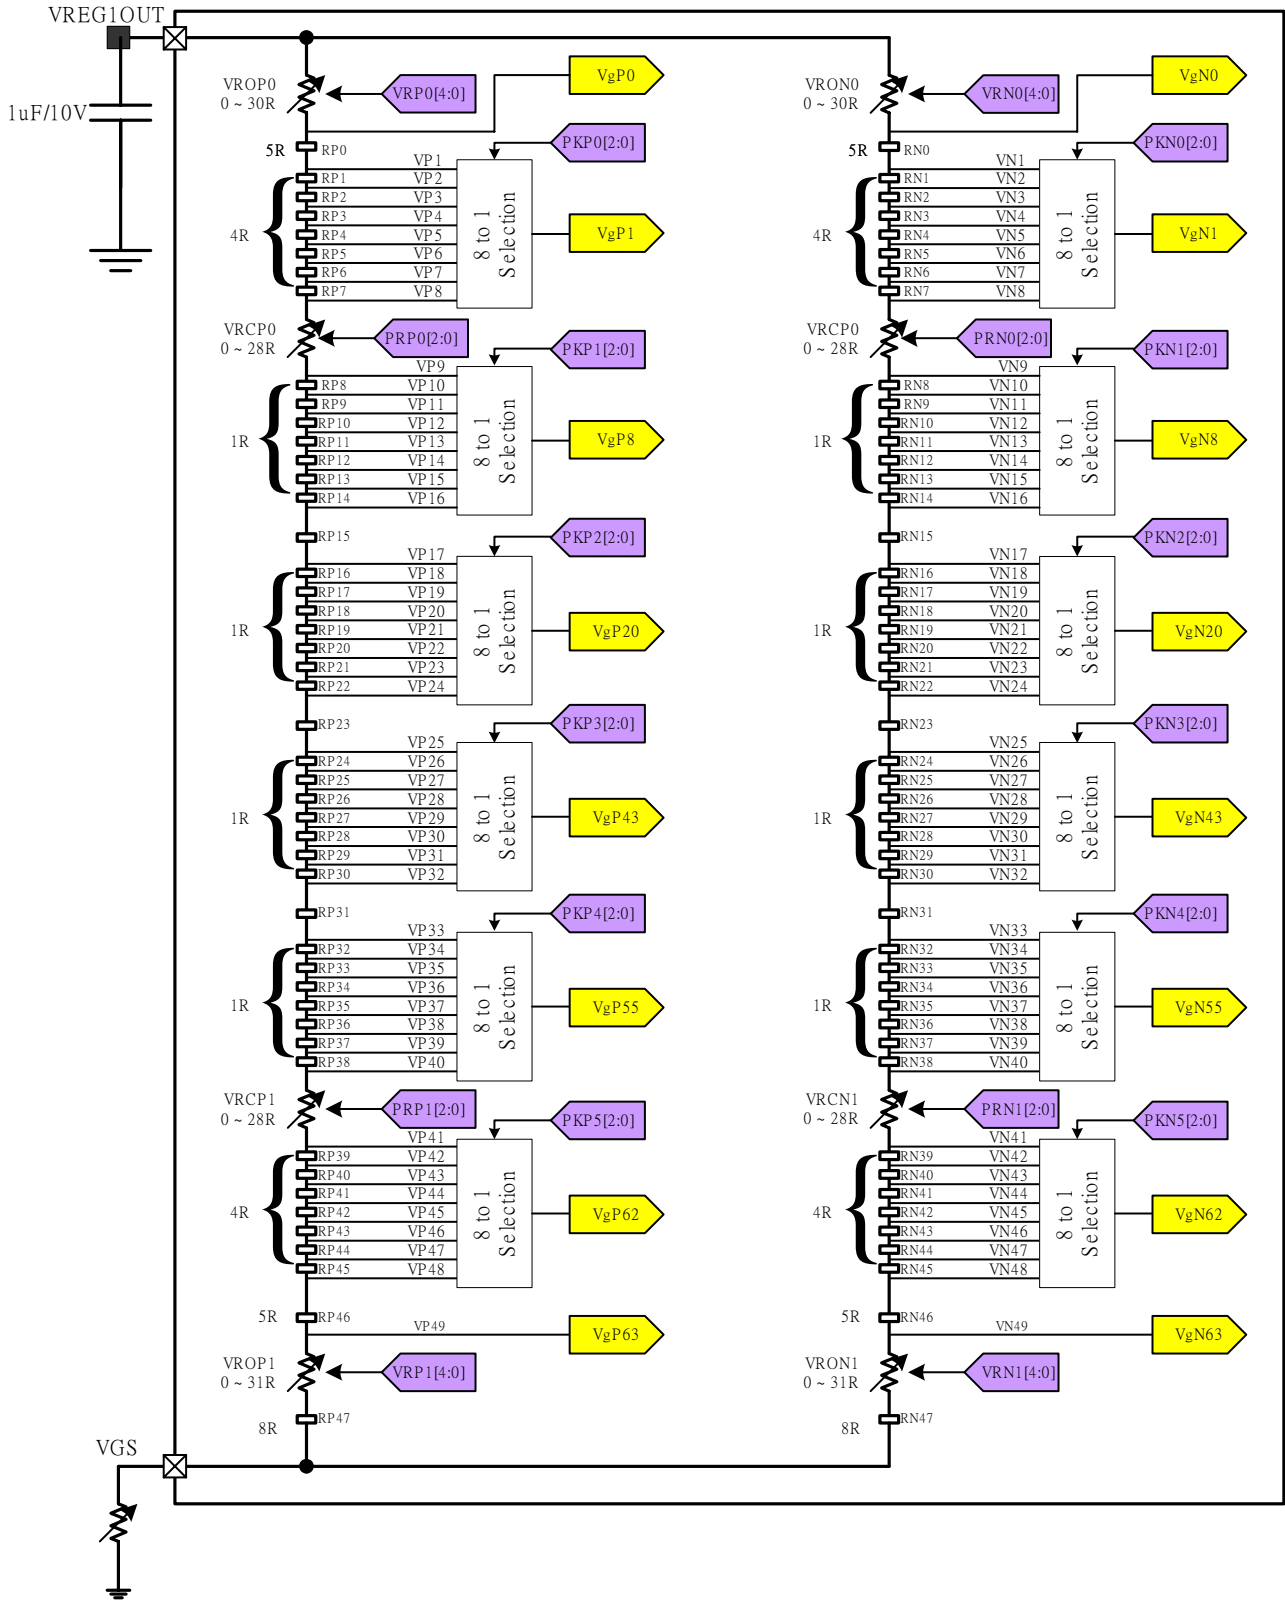 VREG1OUT
1uF/10V
VROP0
0 ~ 30R
VRP0[4:0]
VgP0
5R
RP0
PKP0[2:0]
VP1
RP1
VP2
RP2
VP3
RP3
VP4
4R
RP4
VP5
RP5
VP6
RP6
VP7
RP7
VP8
8 to 1
Selection
VgP1
VRCP0
0 ~ 28R
PRP0[2:0]
PKP1[2:0]
VP9
RP8
VP10
RP9
VP11
RP10
VP12
1R
RP11
VP13
RP12
VP14
RP13
VP15
RP14
VP16
8 to 1
Selection
VgP8
RP15
PKP2[2:0]
VP17
RP16
VP18
RP17
VP19
RP18
VP20
1R
RP19
VP21
RP20
VP22
RP21
VP23
RP22
VP24
8 to 1
Selection
VgP20
RP23
PKP3[2:0]
VP25
RP24
VP26
RP25
VP27
RP26
VP28
1R
RP27
VP29
RP28
VP30
RP29
VP31
RP30
VP32
8 to 1
Selection
VgP43
RP31
PKP4[2:0]
VP33
RP32
VP34
RP33
VP35
RP34
VP36
1R
RP35
VP37
RP36
VP38
RP37
VP39
RP38
VP40
8 to 1
Selection
VgP55
VRCP1
0 ~ 28R
PRP1[2:0]
PKP5[2:0]
VP41
RP39
VP42
RP40
VP43
RP41
VP44
4R
RP42
VP45
RP43
VP46
RP44
VP47
RP45
VP48
8 to 1
Selection
VgP62
5R
RP46
VP49
VgP63
VROP1
0 ~ 31R
VRP1[4:0]
RP47
8R
VGS
VRON0
0 ~ 30R
VRN0[4:0]
VgN0
5R
RN0
PKN0[2:0]
VN1
RN1
VN2
RN2
VN3
RN3
VN4
4R
RN4
VN5
RN5
VN6
RN6
VN7
RN7
VN8
8 to 1
Selection
VgN1
VRCP0
0 ~ 28R
PRN0[2:0]
PKN1[2:0]
VN9
RN8
VN10
RN9
VN11
RN10
VN12
1R
RN11
VN13
RN12
VN14
RN13
VN15
RN14
VN16
8 to 1
Selection
VgN8
RN15
PKN2[2:0]
VN17
RN16
VN18
RN17
VN19
RN18
VN20
1R
RN19
VN21
RN20
VN22
RN21
VN23
RN22
VN24
8 to 1
Selection
VgN20
RN23
PKN3[2:0]
VN25
RN24
VN26
RN25
VN27
RN26
VN28
1R
RN27
VN29
RN28
VN30
RN29
VN31
RN30
VN32
8 to 1
Selection
VgN43
RN31
PKN4[2:0]
VN33
RN32
VN34
RN33
VN35
RN34
VN36
1R
RN35
VN37
RN36
VN38
RN37
VN39
RN38
VN40
8 to 1
Selection
VgN55
VRCN1
0 ~ 28R
PRN1[2:0]
PKN5[2:0]
VN41
RN39
VN42
RN40
VN43
RN41
VN44
4R
RN42
VN45
RN43
VN46
RN44
VN47
RN45
VN48
8 to 1
Selection
VgN62
5R
RN46
VN49
VgN63
VRON1
0 ~ 31R
VRN1[4:0]
RN47
8R